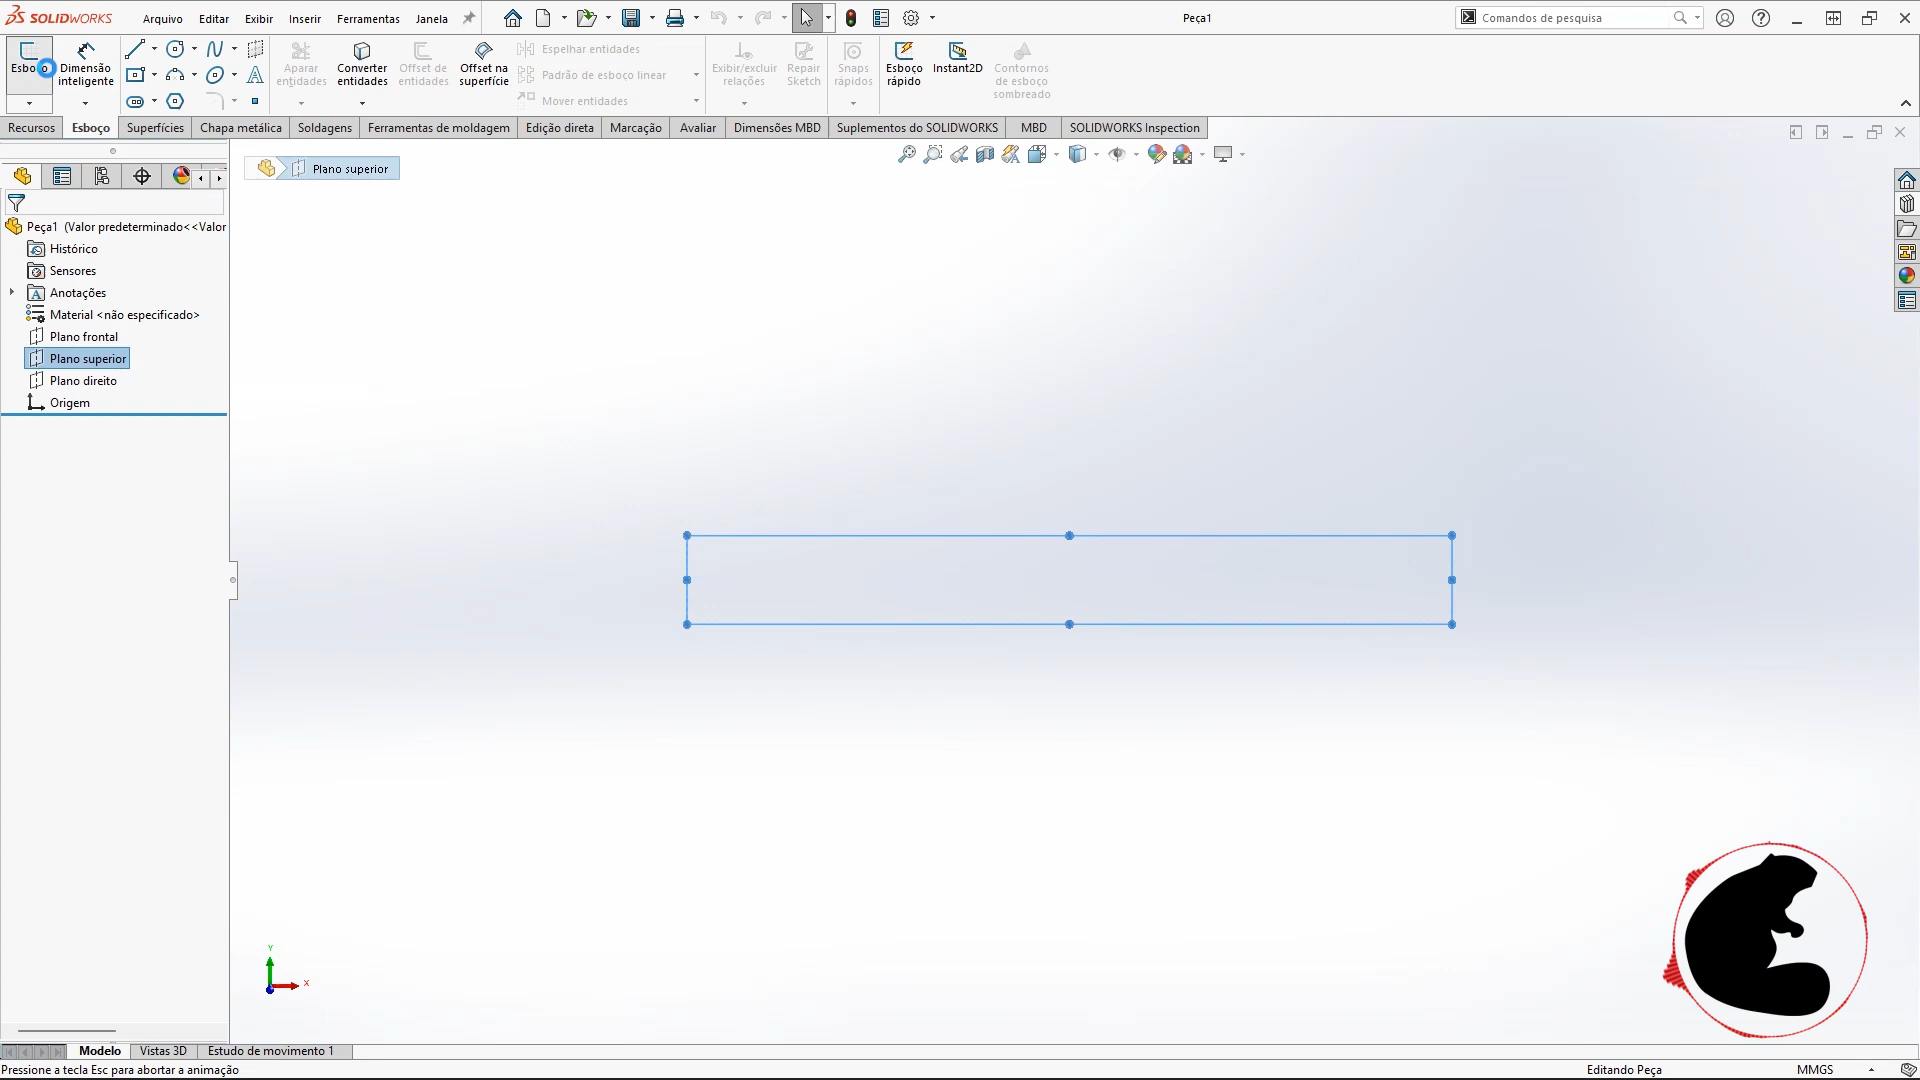 SOLIDWORKS Arquivo Editar Exibir Inserir Ferramentas Janela Peça1 Comandos de pesquisa
Esboço
Dimensão
inteligente
Aparar
entidades
Converter
entidades
Offset de
entidades
Offset na
superfície
Espelhar entidades
Padrão de esboço linear
Mover entidades
Exibir/excluir
relações
Repair
Sketch
Snaps
rápidos
Esboço
rápido
Instant2D
Contornos
de esboço
sombreado
Recursos Esboço Superfícies Chapa metálica Soldagens Ferramentas de moldagem Edição direta Marcação Avaliar Dimensões MBD Suplementos do SOLIDWORKS MBD SOLIDWORKS Inspection
Plano superior
Peça1 (Valor predeterminado<<Valor
Histórico
Sensores
Anotações
Material <não especificado>
Plano frontal
Plano superior
Plano direito
Origem
Y
X
Modelo Vistas 3D Estudo de movimento 1
Pressione a tecla Esc para abortar a animação Editando Peça MMGS